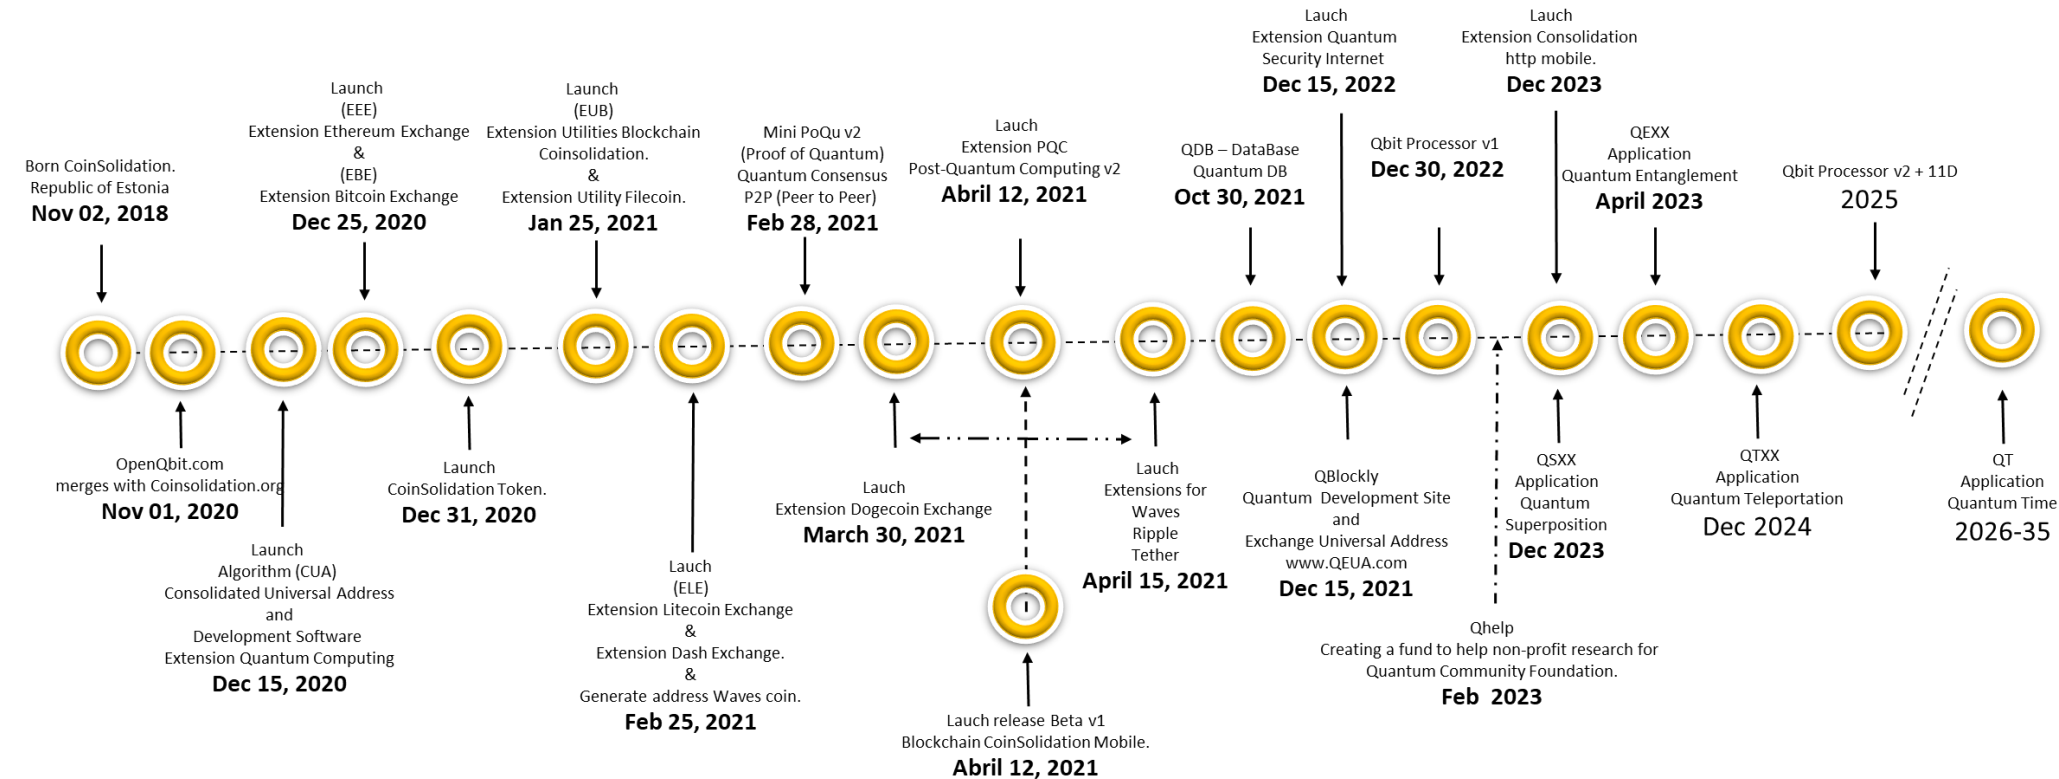 Born CoinSolidation.
Republic of Estonia
Nov 02, 2018
OpenQbit.com
merges with Coinsolidation.org
Nov 01, 2020
Launch
Algorithm (CUA)
Consolidated Universal Address
and
Development Software
Extension Quantum Computing
Dec 15, 2020
Launch
(EEE)
Extension Ethereum Exchange
&
(EBE)
Extension Bitcoin Exchange
Dec 25, 2020
Launch
CoinSolidation Token.
Dec 31, 2020
Launch
(EUB)
Extension Utilities Blockchain
Coinsolidation.
&
Extension Utility Filecoin.
Jan 25, 2021
Lauch
(ELE)
Extension Litecoin Exchange
&
Extension Dash Exchange.
&
Generate address Waves coin.
Feb 25, 2021
Mini PoQu v2
(Proof of Quantum)
Quantum Consensus
P2P (Peer to Peer)
Feb 28, 2021
Lauch
Extension Dogecoin Exchange
March 30, 2021
Lauch
Extension PQC
Post-Quantum Computing v2
Abril 12, 2021
Lauch release Beta v1
Blockchain CoinSolidation Mobile.
Abril 12, 2021
Lauch
Extensions for
Waves
Ripple
Tether
April 15, 2021
QDB – DataBase
Quantum DB
Oct 30, 2021
Lauch
Extension Quantum
Security Internet
Dec 15, 2022
QBlockly
Quantum Development Site
and
Exchange Universal Address
www.QEUA.com
Dec 15, 2021
Qbit Processor v1
Dec 30, 2022
Qhelp
Creating a fund to help non-profit research for
Quantum Community Foundation.
Feb 2023
Lauch
Extension Consolidation
http mobile.
Dec 2023
QSXX
Application
Quantum
Superposition
Dec 2023
QEXX
Application
Quantum Entanglement
April 2023
QTXX
Application
Quantum Teleportation
Dec 2024
Qbit Processor v2 + 11D
2025
QT
Application
Quantum Time
2026-35